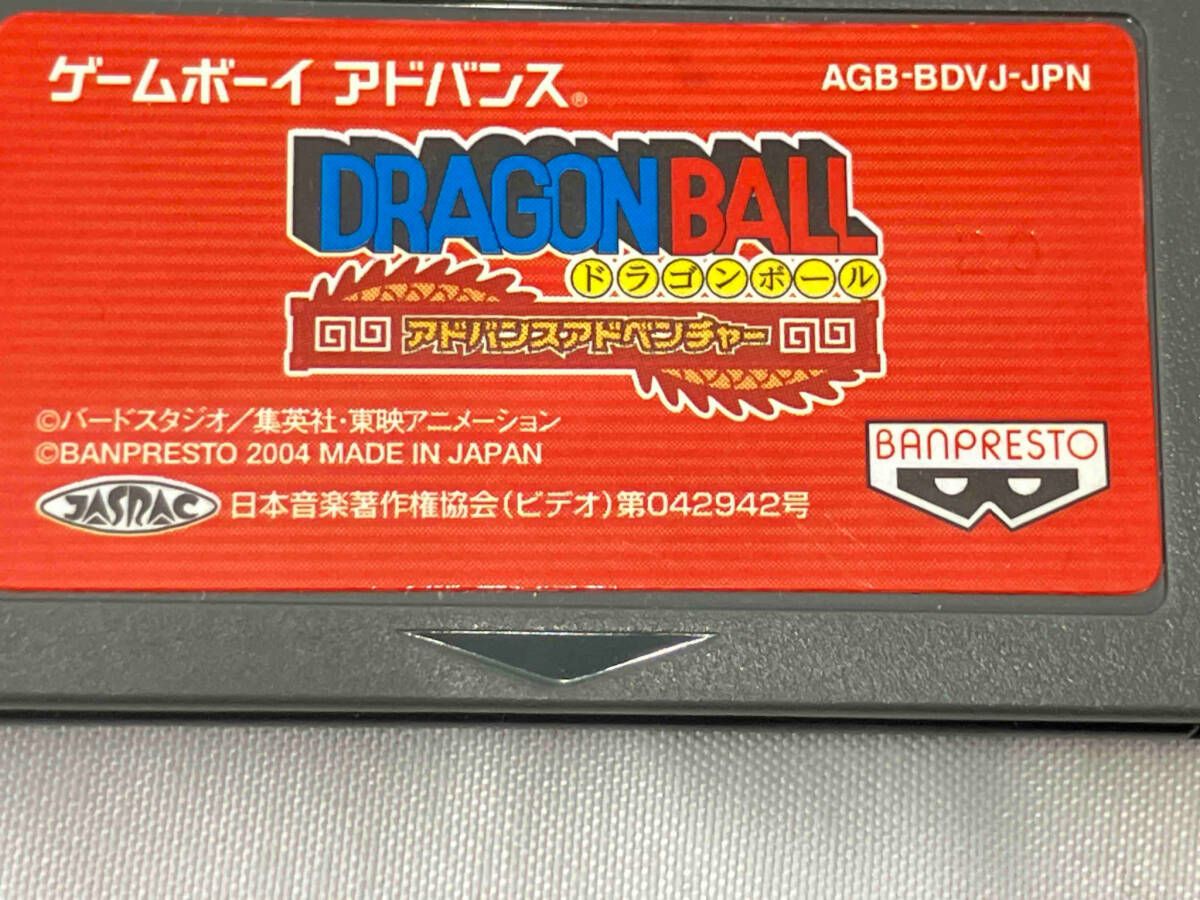 ゲームボーイ アドバンス®
AGB-BDVJ-JPN
DRAGON BALL
ドラゴンボール
アドバンスアドベンチャー
©バードスタジオ/集英社・東映アニメーション
©BANPRESTO 2004 MADE IN JAPAN
BANPRESTO
JASRAC 日本音楽著作権協会(ビデオ)第042942号